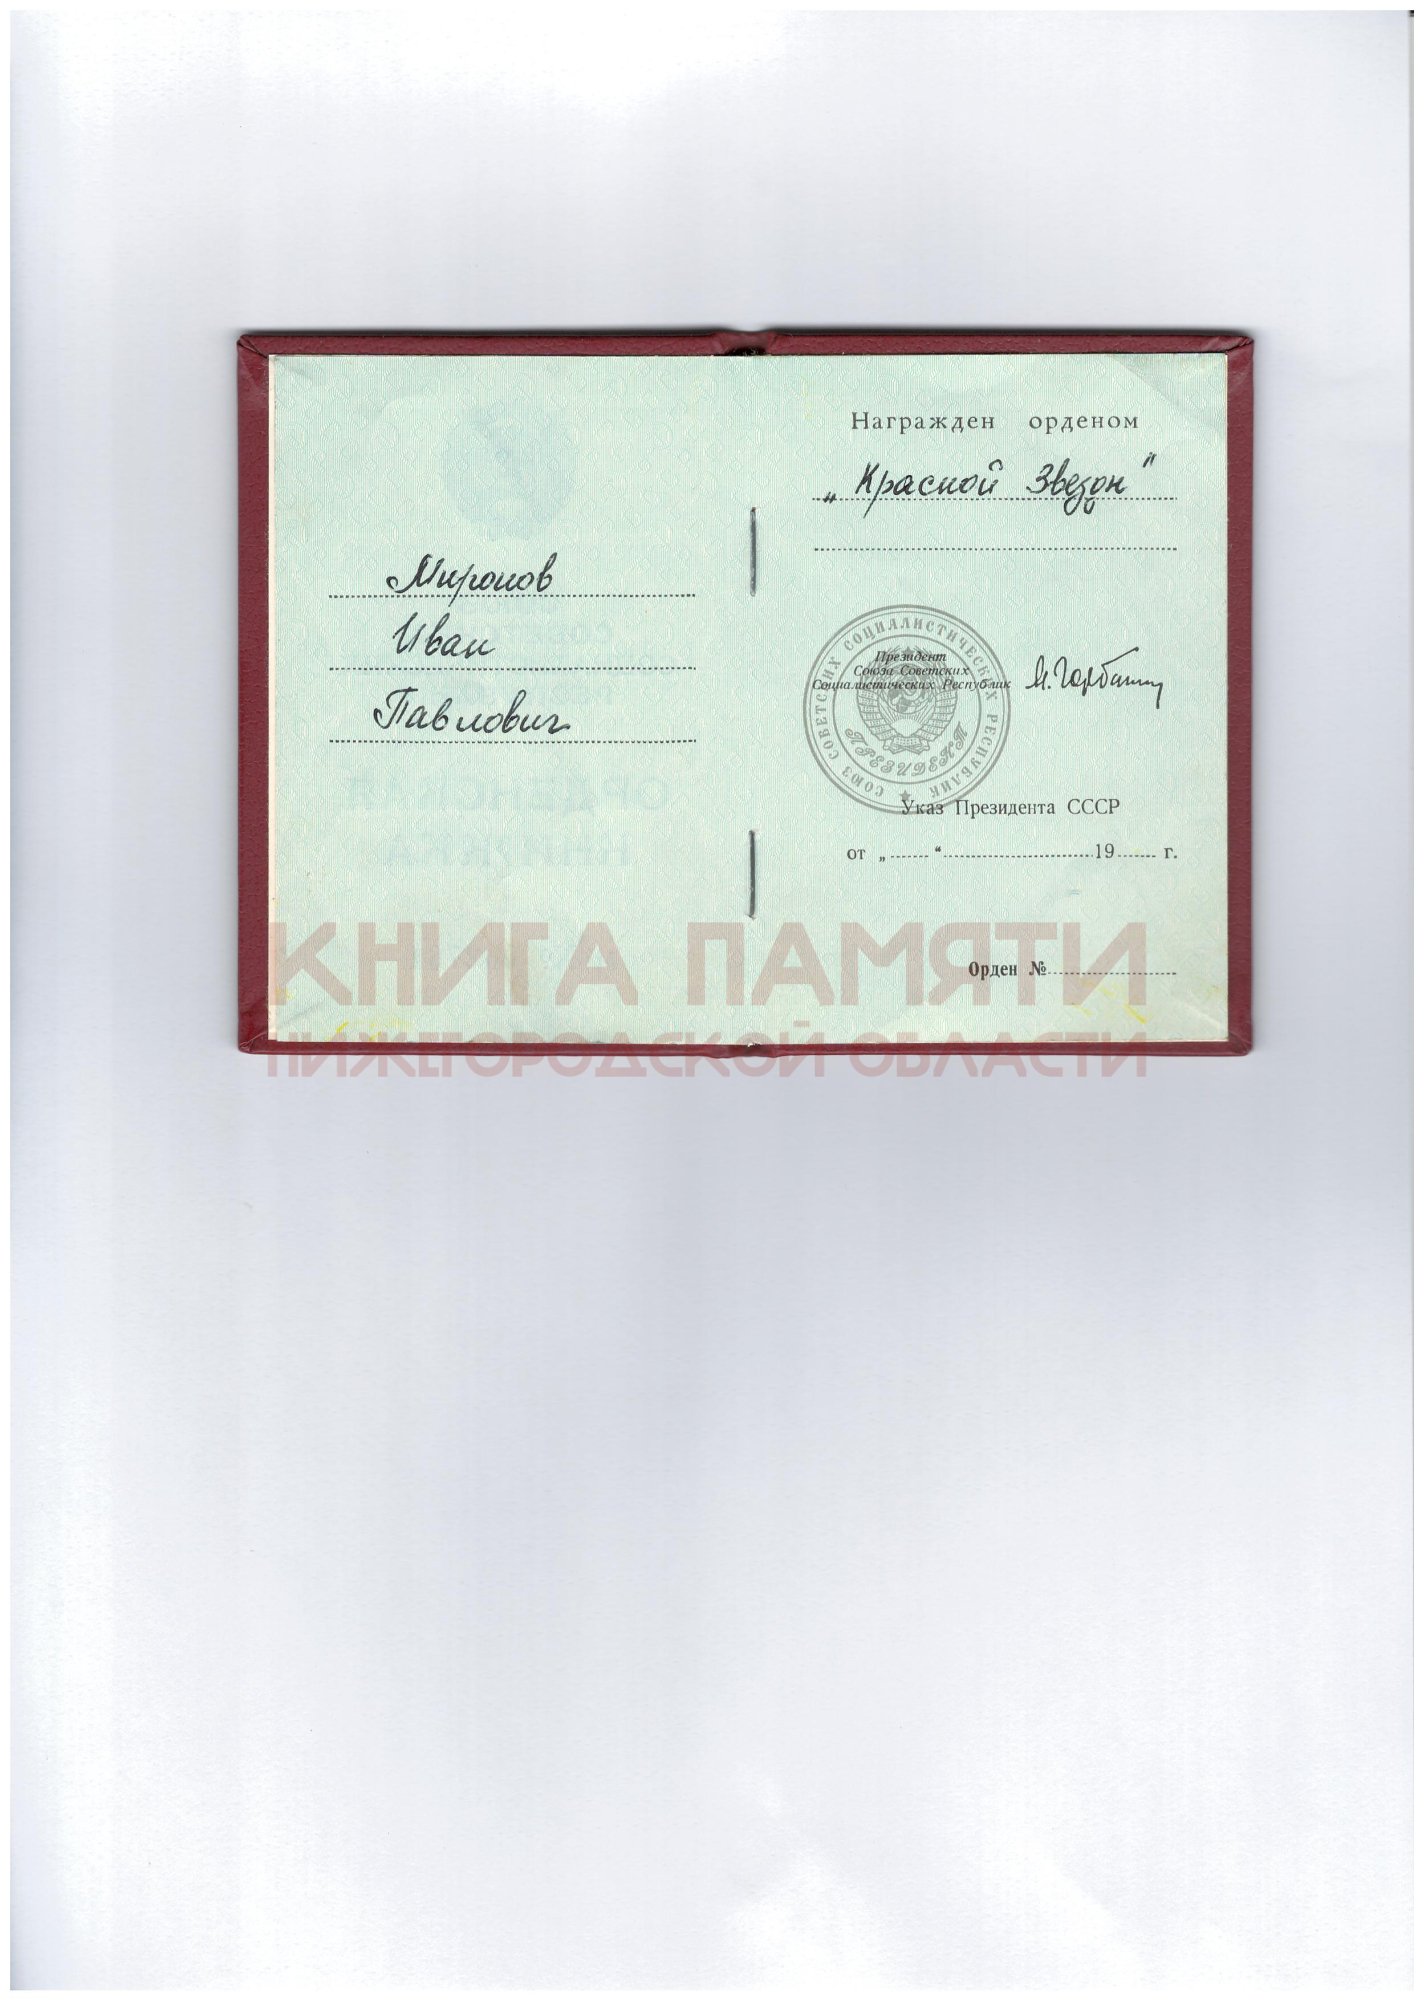 Миронов
Иван
Павлович
Награжден орденом
„Красной Звезды"
СОЮЗ СОВЕТСКИХ СОЦИАЛИСТИЧЕСКИХ РЕСПУБЛИК
ПРЕЗИДЕНТ
Президент
Союза Советских
Социалистических Республик
Указ Президента СССР
от „ “ 19 г.
Орден №
КНИГА ПАМЯТИ
НИЖЕГОРОДСКОЙ ОБЛАСТИ